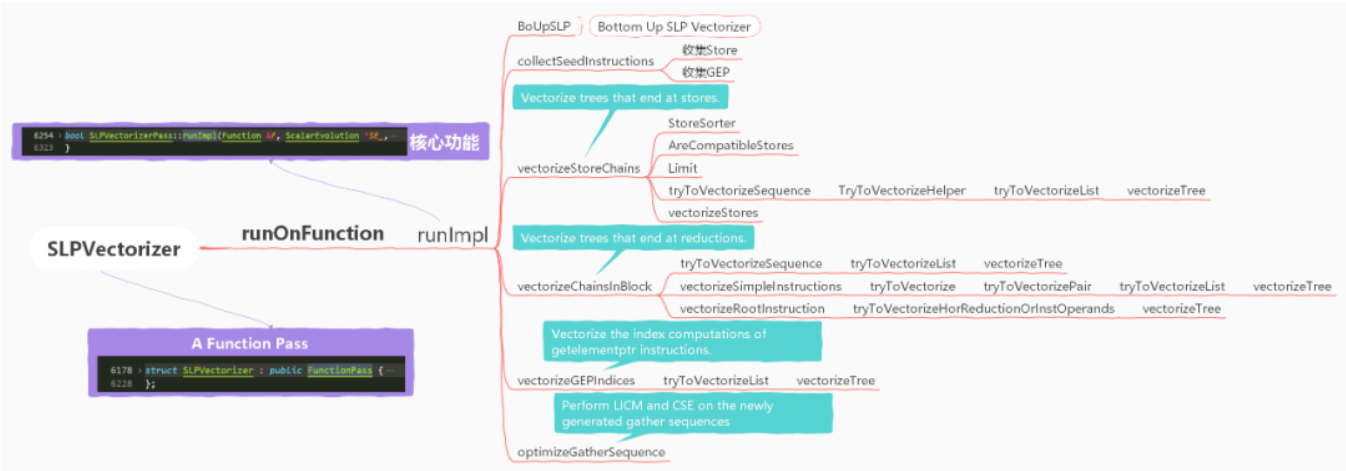 BoUpSLP
Bottom Up SLP Vectorizer
collectSeedInstructions
收集Store
收集GEP
Vectorize trees that end at stores.
6254 > bool SLPVectorizerPass::runImpl(Function &F, ScalarEvolution *SE_, ...
6323 }
核心功能
vectorizeStoreChains
StoreSorter
AreCompatibleStores
Limit
tryToVectorizeSequence TryToVectorizeHelper tryToVectorizeList vectorizeTree
vectorizeStores
SLPVectorizer
runOnFunction
runImpl
Vectorize trees that end at reductions.
vectorizeChainsInBlock
tryToVectorizeSequence tryToVectorizeList vectorizeTree
vectorizeSimpleInstructions tryToVectorize tryToVectorizePair tryToVectorizeList vectorizeTree
vectorizeRootInstruction tryToVectorizeHorReductionOrInstOperands vectorizeTree
A Function Pass
6178 > struct SLPVectorizer : public FunctionPass { ...
6228 };
Vectorize the index computations of
getelementptr instructions.
vectorizeGEPIndices tryToVectorizeList vectorizeTree
Perform LICM and CSE on the newly
generated gather sequences
optimizeGatherSequence